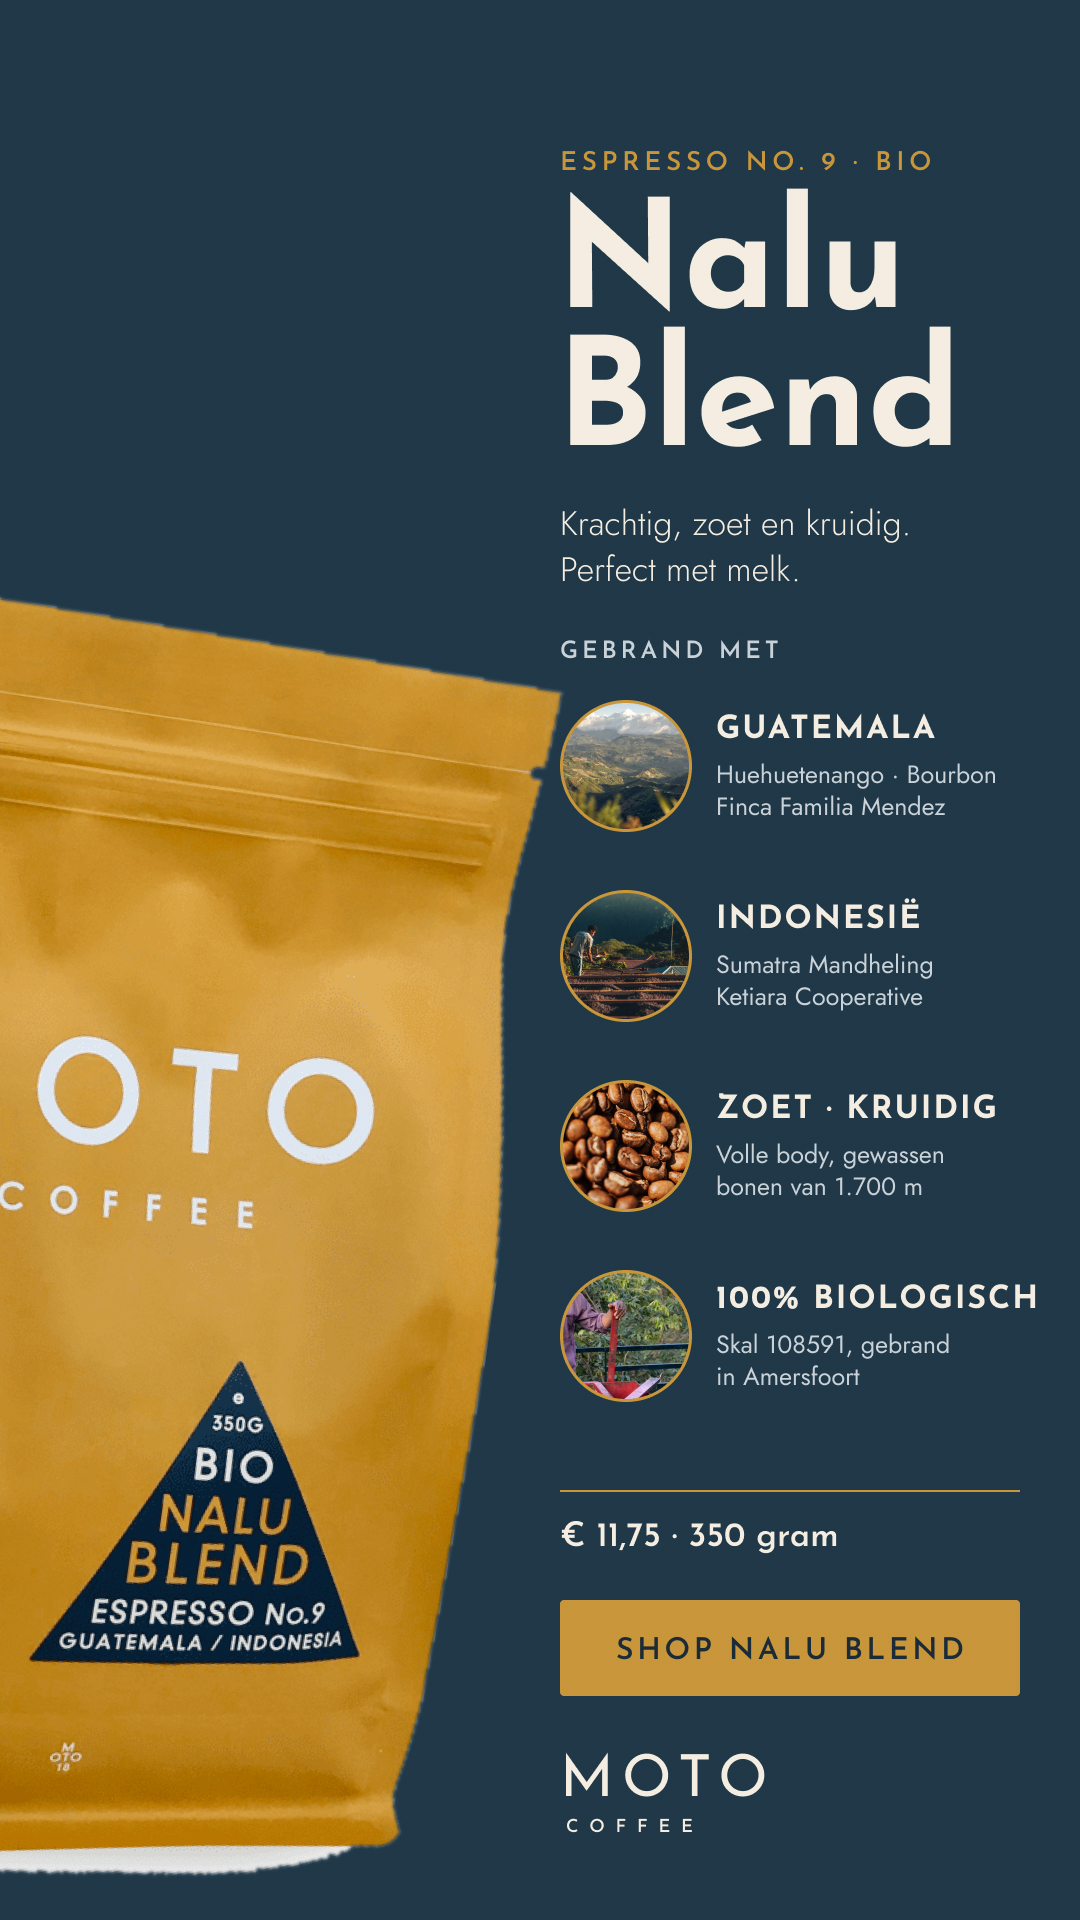 ESPRESSO NO. 9 · BIO
Nalu
Blend
Krachtig, zoet en kruidig.
Perfect met melk.
GEBRAND MET
GUATEMALA
Huehuetenango · Bourbon
Finca Familia Mendez
INDONESIË
Sumatra Mandheling
Ketiara Cooperative
ZOET · KRUIDIG
Volle body, gewassen
bonen van 1.700 m
100% BIOLOGISCH
Skal 108591, gebrand
in Amersfoort
€ 11,75 · 350 gram
SHOP NALU BLEND
MOTO
COFFEE
OTO
COFFEE
e
350G
BIO
NALU
BLEND
ESPRESSO No.9
GUATEMALA / INDONESIA
M
OTO
18